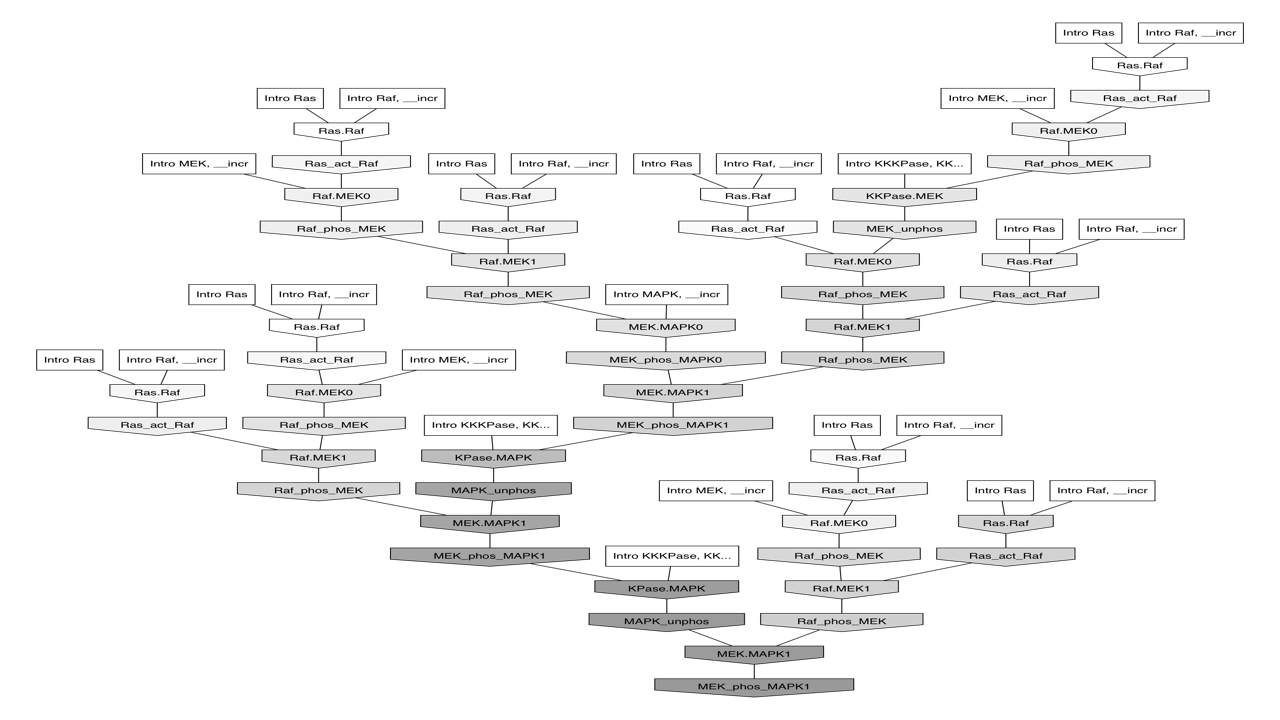 Intro Ras
Intro Raf, __incr
Ras.Raf
Intro Ras
Intro Raf, __incr
Intro MEK, __incr
Ras_act_Raf
Ras.Raf
Raf.MEK0
Intro MEK, __incr
Ras_act_Raf
Intro Ras
Intro Raf, __incr
Intro Ras
Intro Raf, __incr
Intro KKKPase, KK...
Raf_phos_MEK
Raf.MEK0
Ras.Raf
Ras.Raf
KKPase.MEK
Raf_phos_MEK
Ras_act_Raf
Ras_act_Raf
MEK_unphos
Intro Ras
Intro Raf, __incr
Raf.MEK1
Raf.MEK0
Ras.Raf
Intro Ras
Intro Raf, __incr
Raf_phos_MEK
Intro MAPK, __incr
Raf_phos_MEK
Ras_act_Raf
Ras.Raf
MEK.MAPK0
Raf.MEK1
Intro Ras
Intro Raf, __incr
Ras_act_Raf
Intro MEK, __incr
MEK_phos_MAPK0
Raf_phos_MEK
Ras.Raf
Raf.MEK0
MEK.MAPK1
Ras_act_Raf
Raf_phos_MEK
Intro KKKPase, KK...
MEK_phos_MAPK1
Intro Ras
Intro Raf, __incr
Raf.MEK1
KPase.MAPK
Ras.Raf
Raf_phos_MEK
MAPK_unphos
Intro MEK, __incr
Ras_act_Raf
Intro Ras
Intro Raf, __incr
MEK.MAPK1
Raf.MEK0
Ras.Raf
MEK_phos_MAPK1
Intro KKKPase, KK...
Raf_phos_MEK
Ras_act_Raf
KPase.MAPK
Raf.MEK1
MAPK_unphos
Raf_phos_MEK
MEK.MAPK1
MEK_phos_MAPK1